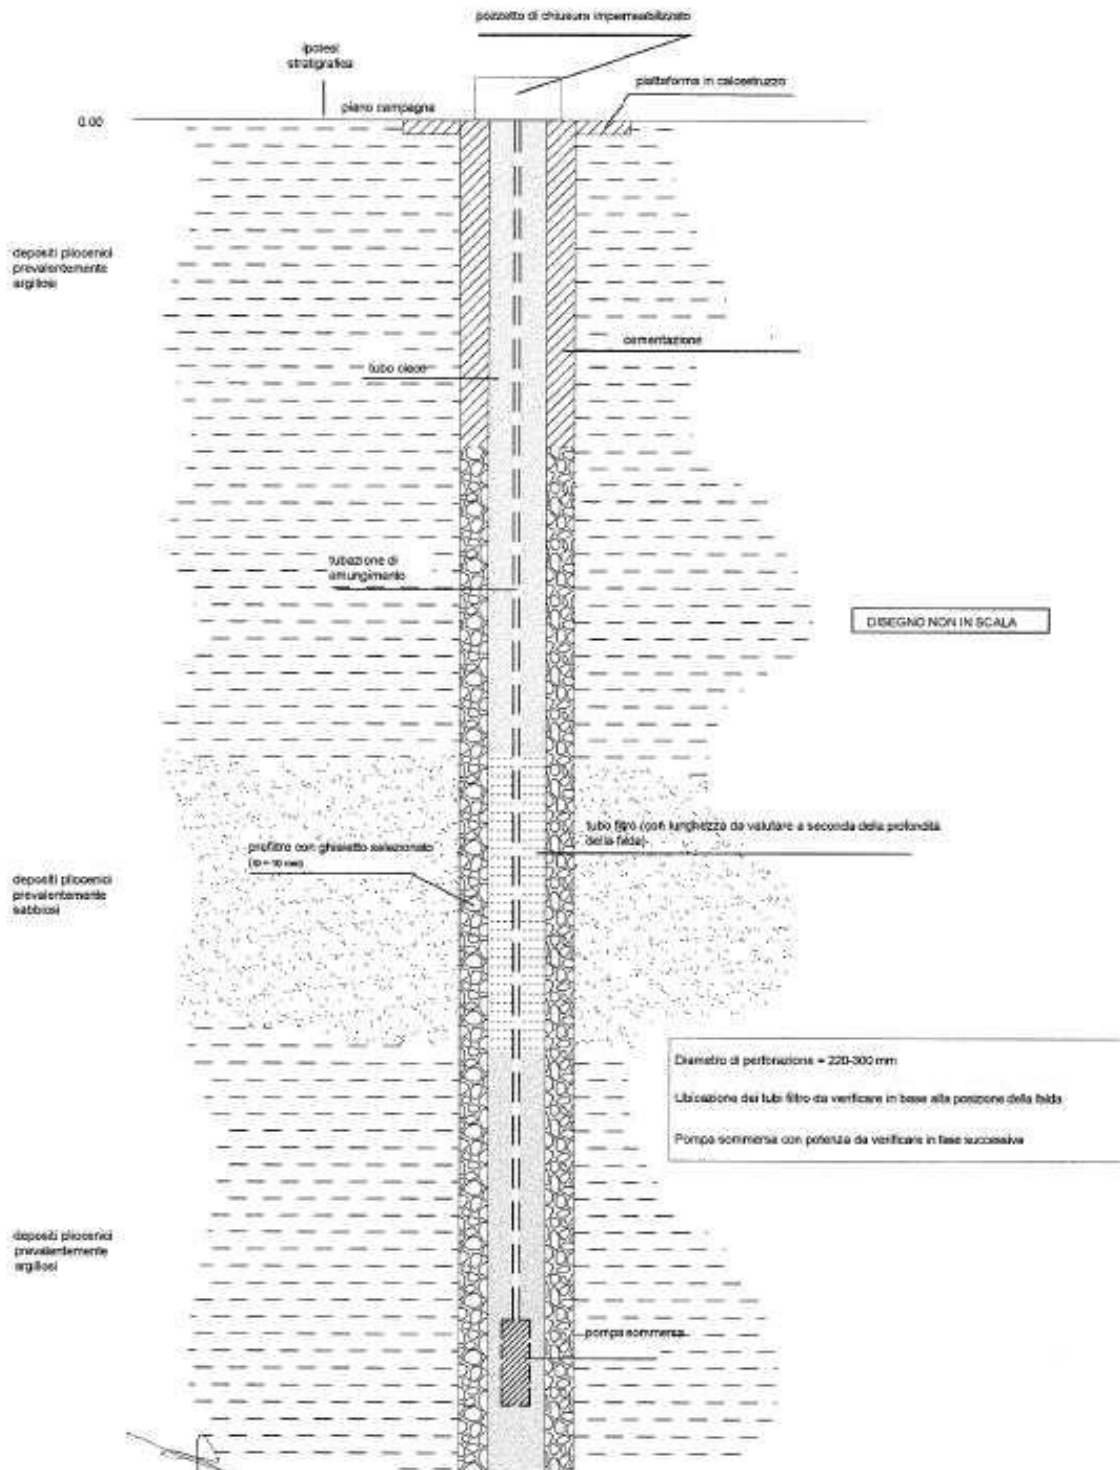 pozzetto di chiusura impermeabilizzato
ipotesi
stratigrafica
piattaforma in calcestruzzo
piano campagna
0.00
depositi pliocenici
prevalentemente
argillosi
cementazione
tubo cieco
tubazione di
emungimento
DISEGNO NON IN SCALA
tubo filtro (con lunghezza da valutare a seconda della profondità
della falda)
prefiltro con ghiaietto selezionato
depositi pliocenici
prevalentemente
sabbiosi
Diametro di perforazione = 220-300 mm
Ubicazione dei tubi filtro da verificare in base alla posizione della falda
Pompa sommersa con potenza da verificare in fase successiva
depositi pliocenici
prevalentemente
argillosi
pompa sommersa